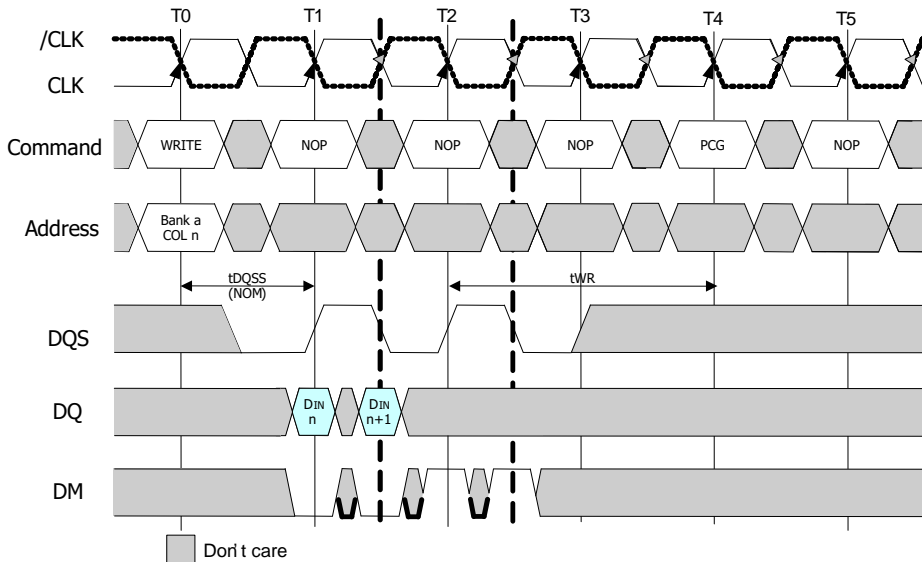 T0 T1 T2 T3 T4 T5
/CLK
CLK
Command WRITE NOP NOP NOP PCG NOP
Address Bank a
COL n
tDQSS
(NOM)
tWR
DQS
DQ DIN
n
DIN
n+1
DM
Don't care